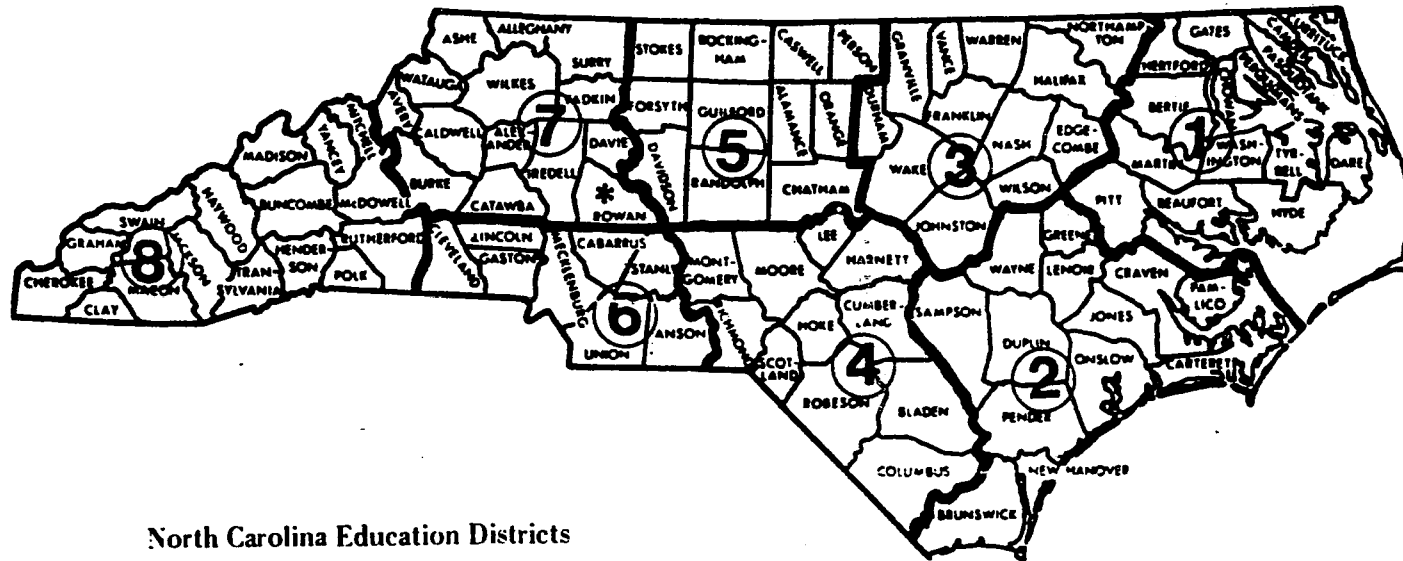 ASHE
ALLEGHANY
SURRY
STOKES
ROCKING-
HAM
CASWELL
PERSON
GRANVILLE
VANCE
WARREN
NORTHAMP
TON
GATES
HERTFORD
CAMDEN
CURRITUCK
PASQUOTANK
PERQUIMANS
CHOWAN
WATAUGA
WILKES
YADKIN
FORSYTH
GUILFORD
ALAMANCE
ORANGE
DURHAM
FRANKLIN
HALIFAX
BERTIE
MITCHELL
AVERY
YANCEY
MADISON
CALDWELL
ALEX-
ANDER
7
IREDELL
DAVIE
DAVIDSON
5
RANDOLPH
CHATHAM
WAKE
3
NASH
EDGE-
COMBE
MARTIN
1
WASH-
INGTON
TYR-
RELL
DARE
HAYWOOD
BUNCOMBE
McDOWELL
BURKE
CATAWBA
*
ROWAN
WILSON
PITT
BEAUFORT
HYDE
SWAIN
GRAHAM
8
JACKSON
HENDER-
SON
RUTHERFORD
CLEVELAND
LINCOLN
GASTON
MECKLENBURG
CABARRUS
STANLY
MONT-
GOMERY
MOORE
LEE
HARNETT
JOHNSTON
GREENE
WAYNE
LENOIR
CRAVEN
CHEROKEE
CLAY
MACON
TRAN-
SYLVANIA
POLK
6
UNION
ANSON
RICHMOND
HOKE
CUMBER-
LAND
SAMPSON
DUPLIN
JONES
PAM-
LICO
SCOT-
LAND
4
ROBESON
BLADEN
2
ONSLOW
CARTERET
PENDER
COLUMBUS
NEW HANOVER
BRUNSWICK
North Carolina Education Districts